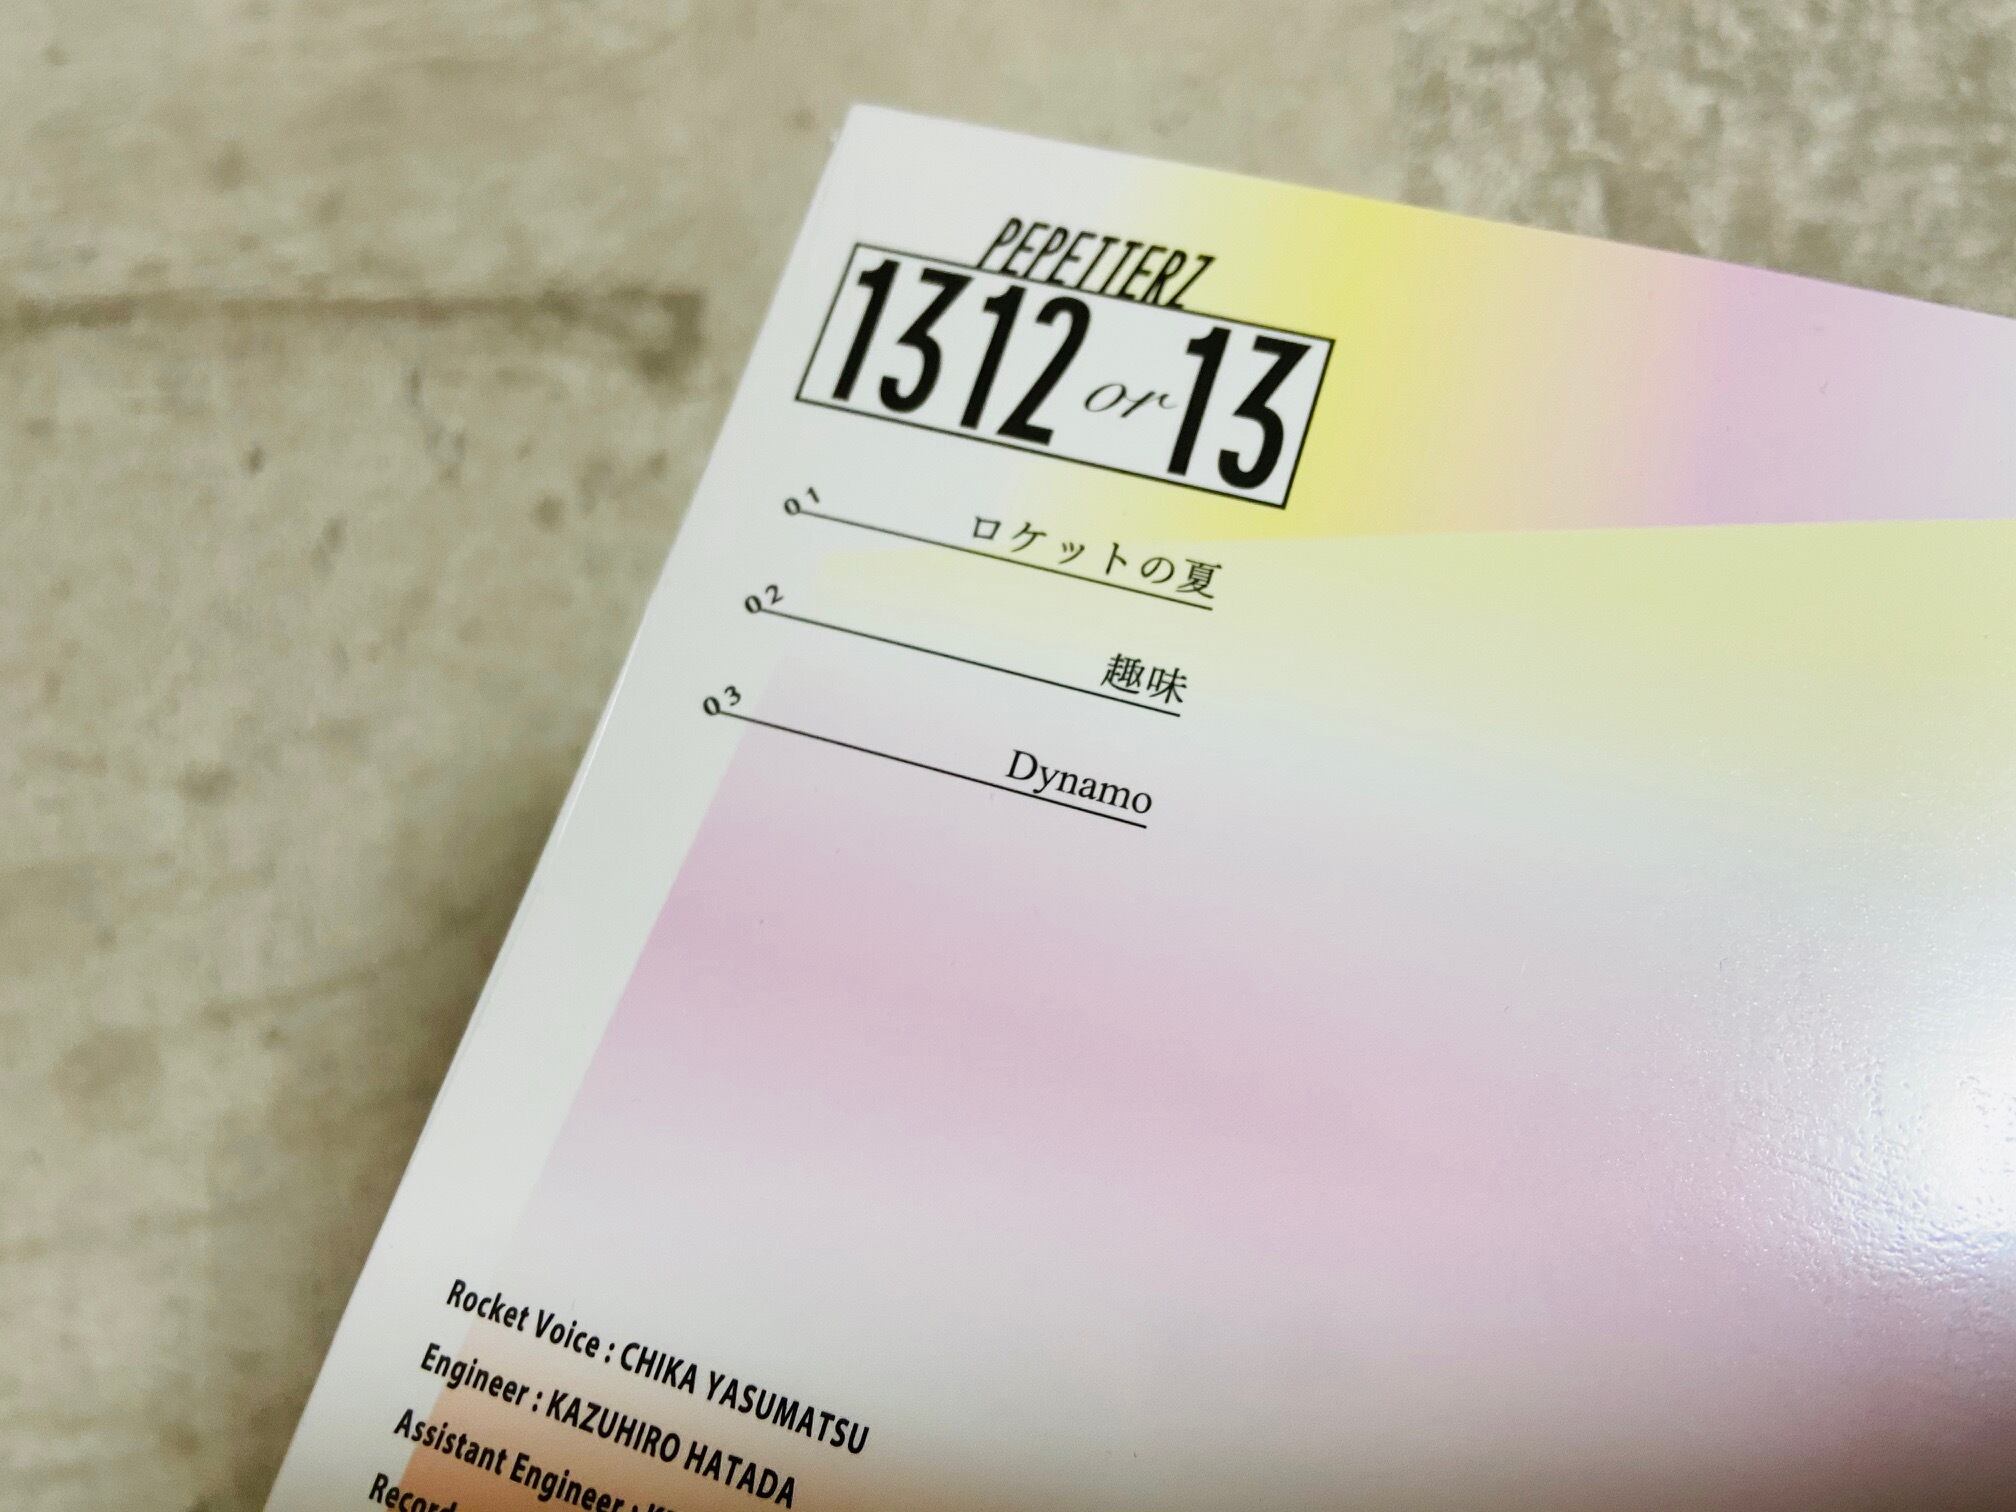 PEPETTERZ
1312 or 13
01 ロケットの夏
02 趣味
03 Dynamo
Rocket Voice : CHIKA YASUMATSU
Engineer : KAZUHIRO HATADA
Assistant Engineer :